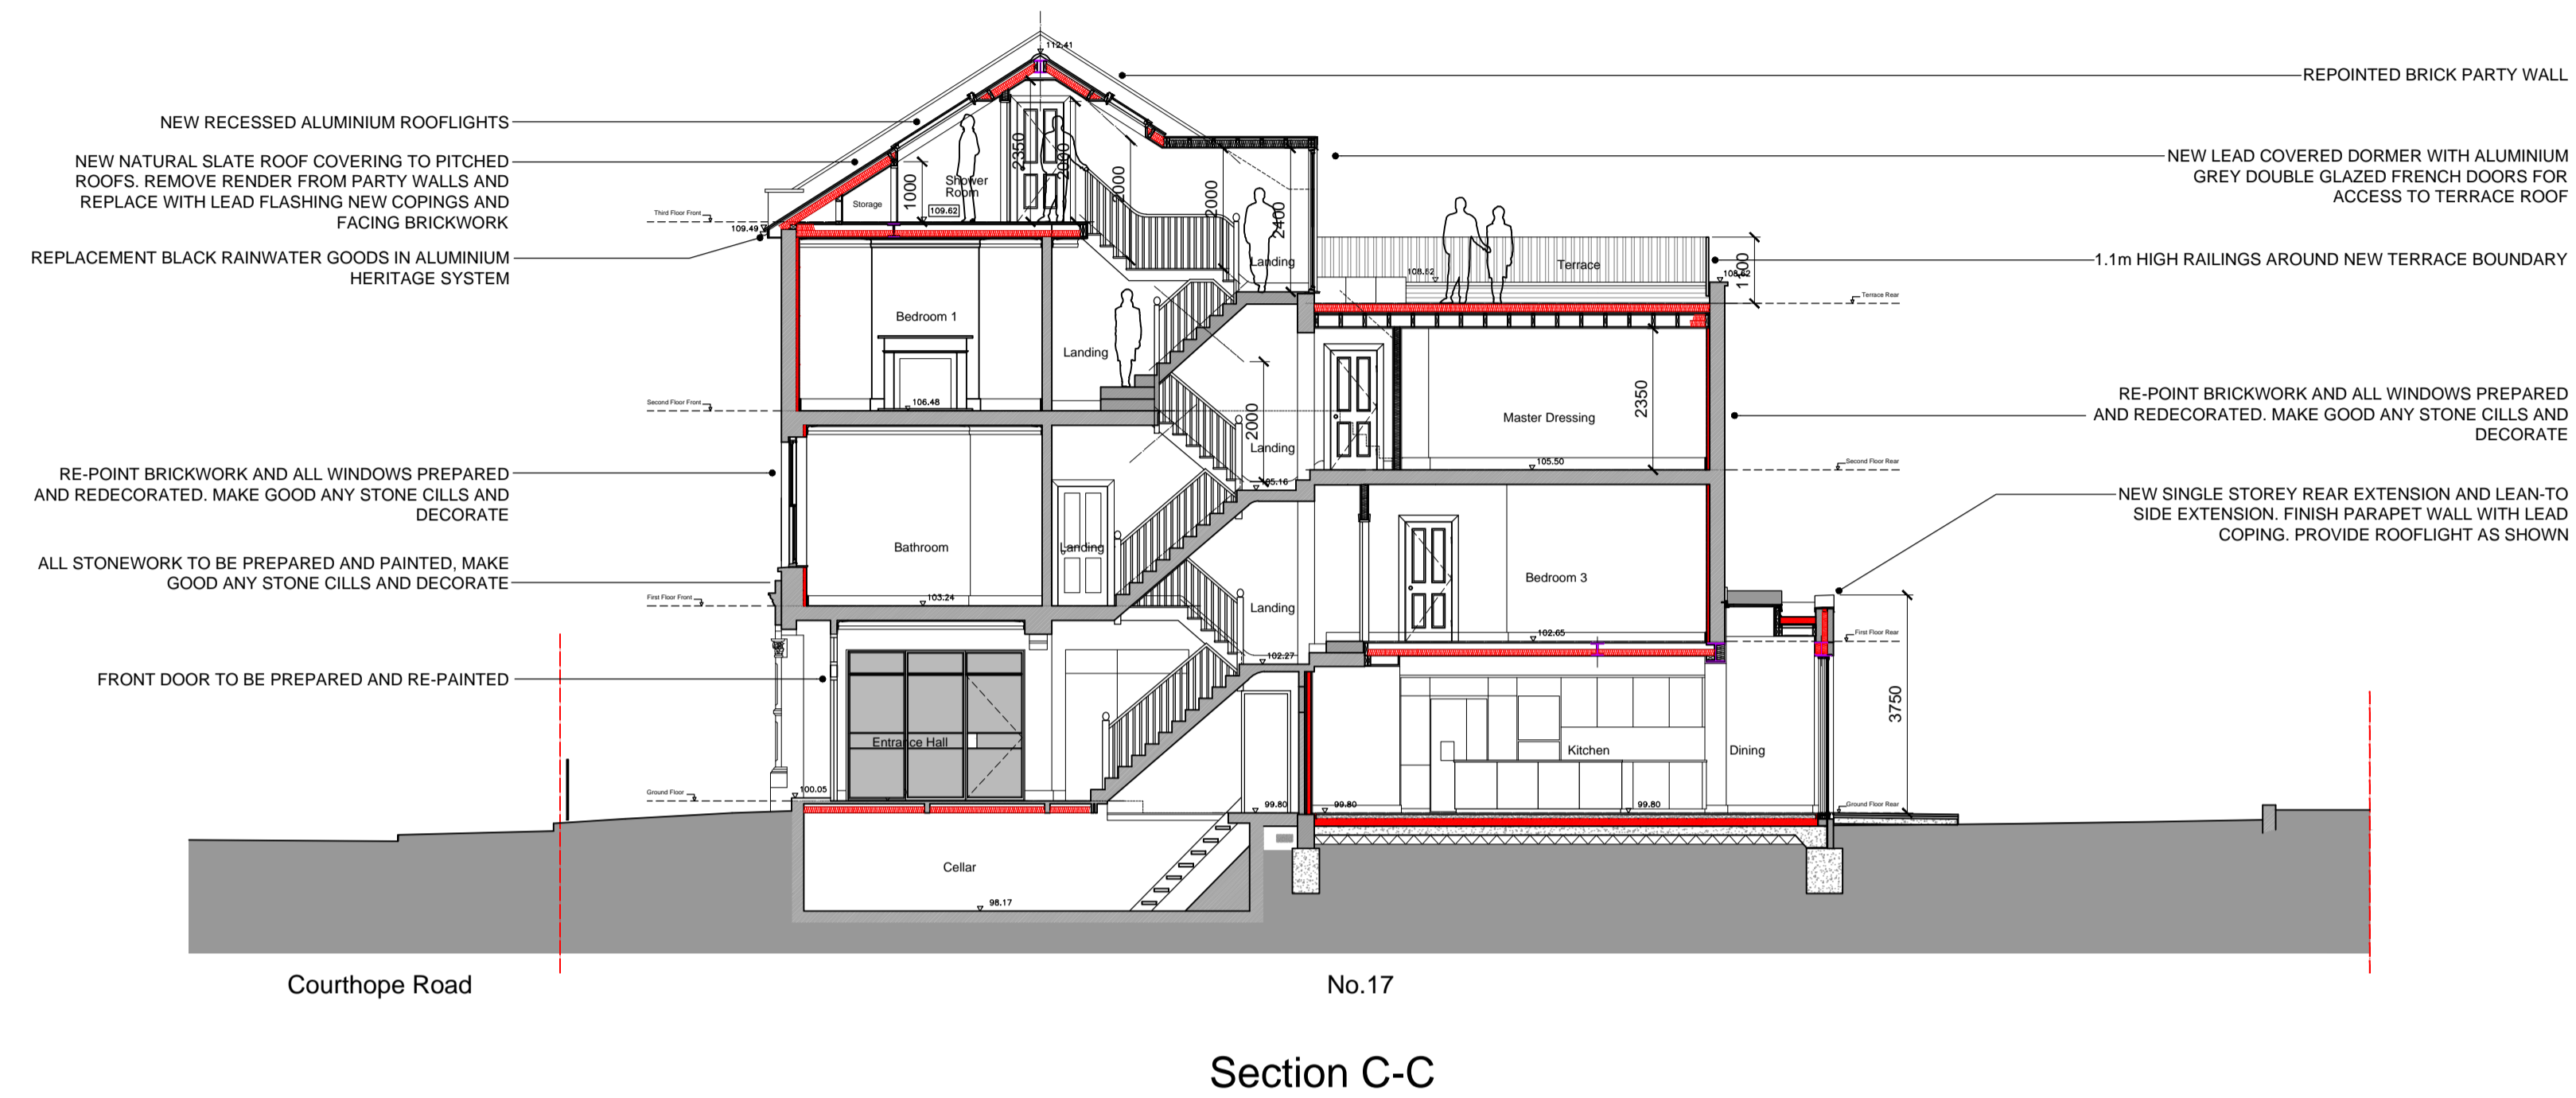 112.41
REPOINTED BRICK PARTY WALL
NEW RECESSED ALUMINIUM ROOFLIGHTS
NEW NATURAL SLATE ROOF COVERING TO PITCHED
ROOFS. REMOVE RENDER FROM PARTY WALLS AND
REPLACE WITH LEAD FLASHING NEW COPINGS AND
FACING BRICKWORK
REPLACEMENT BLACK RAINWATER GOODS IN ALUMINIUM
HERITAGE SYSTEM
NEW LEAD COVERED DORMER WITH ALUMINIUM
GREY DOUBLE GLAZED FRENCH DOORS FOR
ACCESS TO TERRACE ROOF
1.1m HIGH RAILINGS AROUND NEW TERRACE BOUNDARY
2350
2000
2000
2000
2400
1000
Shower
Room
Storage
109.62
Third Floor Front
109.49
Landing
108.62
Terrace
108.62
1100
Terrace Rear
Bedroom 1
Landing
106.48
Second Floor Front
2000
Landing
105.16
Master Dressing
2350
105.50
Second Floor Rear
RE-POINT BRICKWORK AND ALL WINDOWS PREPARED
AND REDECORATED. MAKE GOOD ANY STONE CILLS AND
DECORATE
RE-POINT BRICKWORK AND ALL WINDOWS PREPARED
AND REDECORATED. MAKE GOOD ANY STONE CILLS AND
DECORATE
NEW SINGLE STOREY REAR EXTENSION AND LEAN-TO
SIDE EXTENSION. FINISH PARAPET WALL WITH LEAD
COPING. PROVIDE ROOFLIGHT AS SHOWN
ALL STONEWORK TO BE PREPARED AND PAINTED, MAKE
GOOD ANY STONE CILLS AND DECORATE
Bathroom
Landing
Bedroom 3
103.24
First Floor Front
Landing
102.65
First Floor Rear
102.27
FRONT DOOR TO BE PREPARED AND RE-PAINTED
Entrance Hall
Kitchen
Dining
3750
Ground Floor
100.05
99.80
99.80
99.80
Ground Floor Rear
Cellar
98.17
Courthope Road
No.17
Section C-C